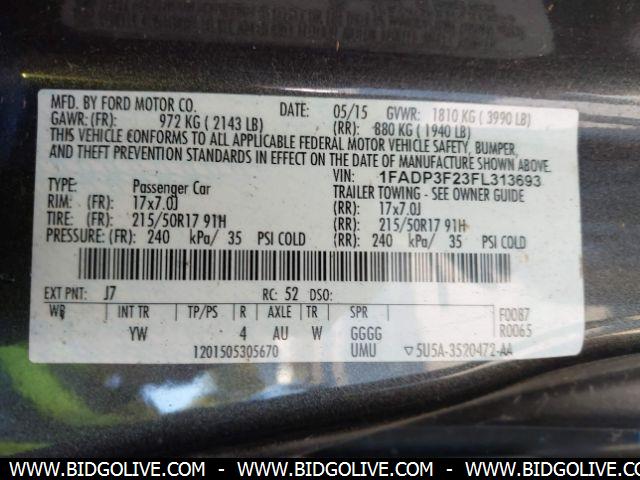 MFD. BY FORD MOTOR CO. DATE: 05/15 GVWR: 1810 KG ( 3990 LB)
GAWR: (FR): 972 KG ( 2143 LB) (RR): 880 KG ( 1940 LB)
THIS VEHICLE CONFORMS TO ALL APPLICABLE FEDERAL MOTOR VEHICLE SAFETY, BUMPER,
AND THEFT PREVENTION STANDARDS IN EFFECT ON THE DATE OF MANUFACTURE SHOWN ABOVE.
VIN: 1FADP3F23FL313693
TYPE: Passenger Car TRAILER TOWING - SEE OWNER GUIDE
RIM: (FR): 17x7.0J (RR): 17x7.0J
TIRE: (FR): 215/50R17 91H (RR): 215/50R17 91H
PRESSURE: (FR): 240 kPa/ 35 PSI COLD (RR): 240 kPa/ 35 PSI COLD
EXT PNT: J7 RC: 52 DSO:
WB INT TR TP/PS R AXLE TR SPR F0087
YW 4 AU W GGGG R0065
1201505305670 UMU ▽5U5A-3520472-AA
WWW.BIDGOLIVE.COM - WWW.BIDGOLIVE.COM - WWW.BIDGOLIVE.COM